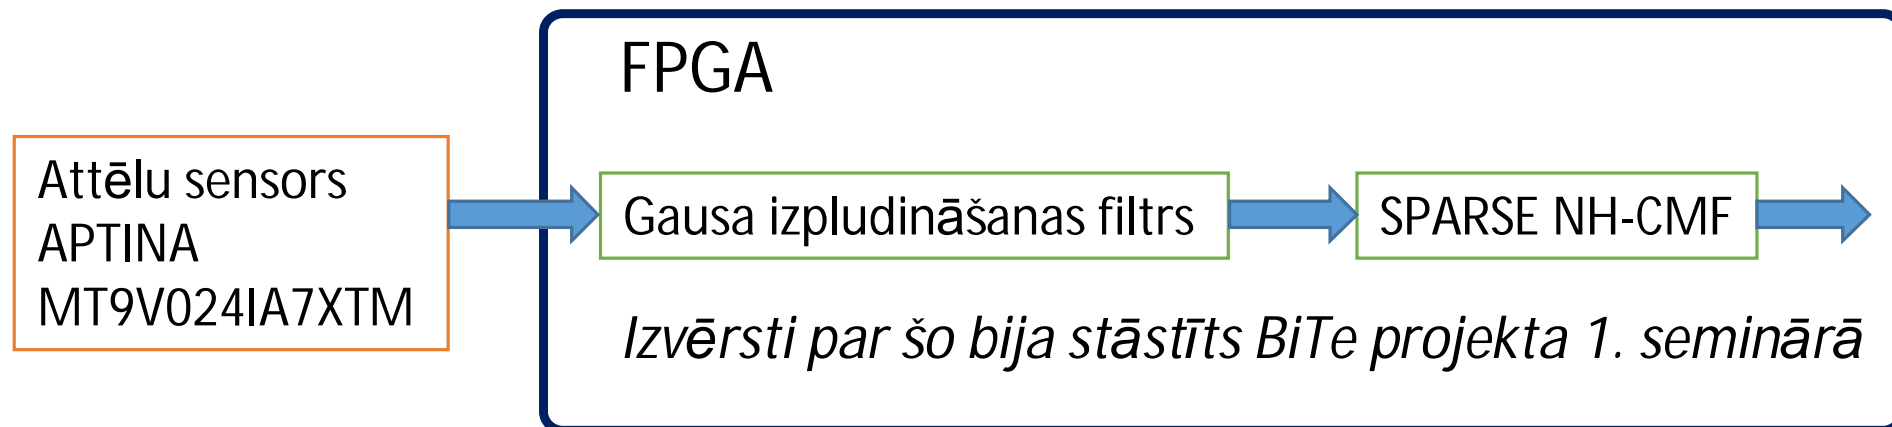 FPGA
Attēlu sensors
APTINA
MT9V024IA7XTM
Gausa izpludināšanas filtrs
SPARSE NH-CMF
Izvērsti par šo bija stāstīts BiTe projekta 1. seminārā